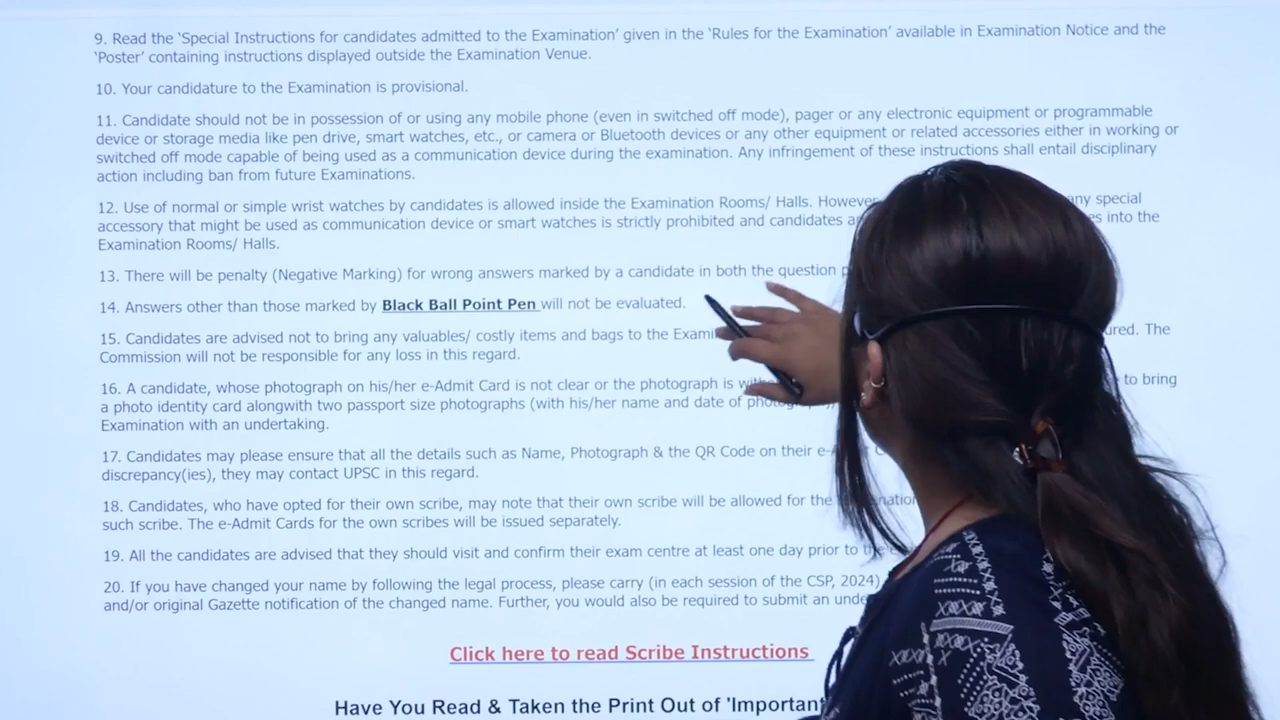 9. Read the ‘Special Instructions for candidates admitted to the Examination’ given in the ‘Rules for the Examination’ available in Examination Notice and the
‘Poster’ containing instructions displayed outside the Examination Venue.
10. Your candidature to the Examination is provisional.
11. Candidate should not be in possession of or using any mobile phone (even in switched off mode), pager or any electronic equipment or programmable
device or storage media like pen drive, smart watches, etc., or camera or Bluetooth devices or any other equipment or related accessories either in working or
switched off mode capable of being used as a communication device during the examination. Any infringement of these instructions shall entail disciplinary
action including ban from future Examinations.
12. Use of normal or simple wrist watches by candidates is allowed inside the Examination Rooms/ Halls. However any special
accessory that might be used as communication device or smart watches is strictly prohibited and candidates into the
Examination Rooms/ Halls.
13. There will be penalty (Negative Marking) for wrong answers marked by a candidate in both the question
14. Answers other than those marked by Black Ball Point Pen will not be evaluated.
15. Candidates are advised not to bring any valuables/ costly items and bags to the The
Commission will not be responsible for any loss in this regard.
16. A candidate, whose photograph on his/her e-Admit Card is not clear or the photograph is to bring
a photo identity card alongwith two passport size photographs (with his/her name and date of
Examination with an undertaking.
17. Candidates may please ensure that all the details such as Name, Photograph & the QR Code on their
discrepancy(ies), they may contact UPSC in this regard.
18. Candidates, who have opted for their own scribe, may note that their own scribe will be allowed for the
such scribe. The e-Admit Cards for the own scribes will be issued separately.
19. All the candidates are advised that they should visit and confirm their exam centre at least one day prior to
20. If you have changed your name by following the legal process, please carry (in each session of the CSP, 2024)
and/or original Gazette notification of the changed name. Further, you would also be required to submit an
Click here to read Scribe Instructions
Have You Read & Taken the Print Out of